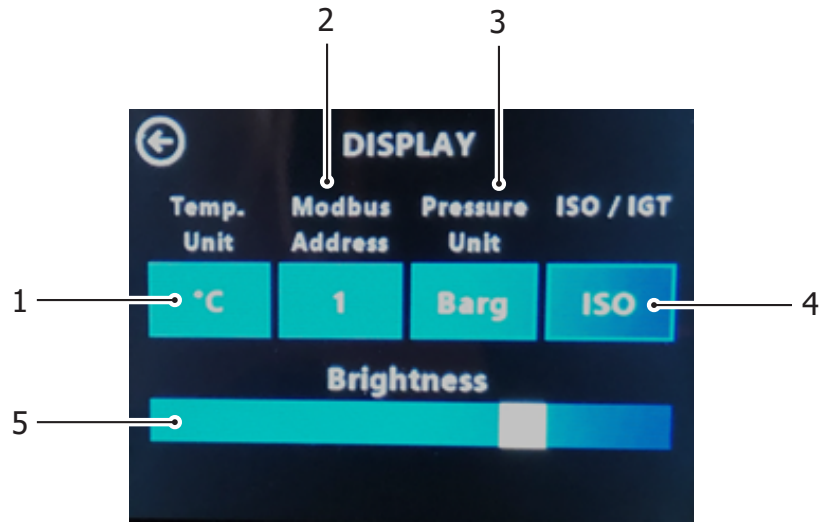 2
3
DISPLAY
Temp. Unit
Modbus Address
Pressure Unit
ISO / IGT
1
°C
1
Barg
ISO
4
Brightness
5